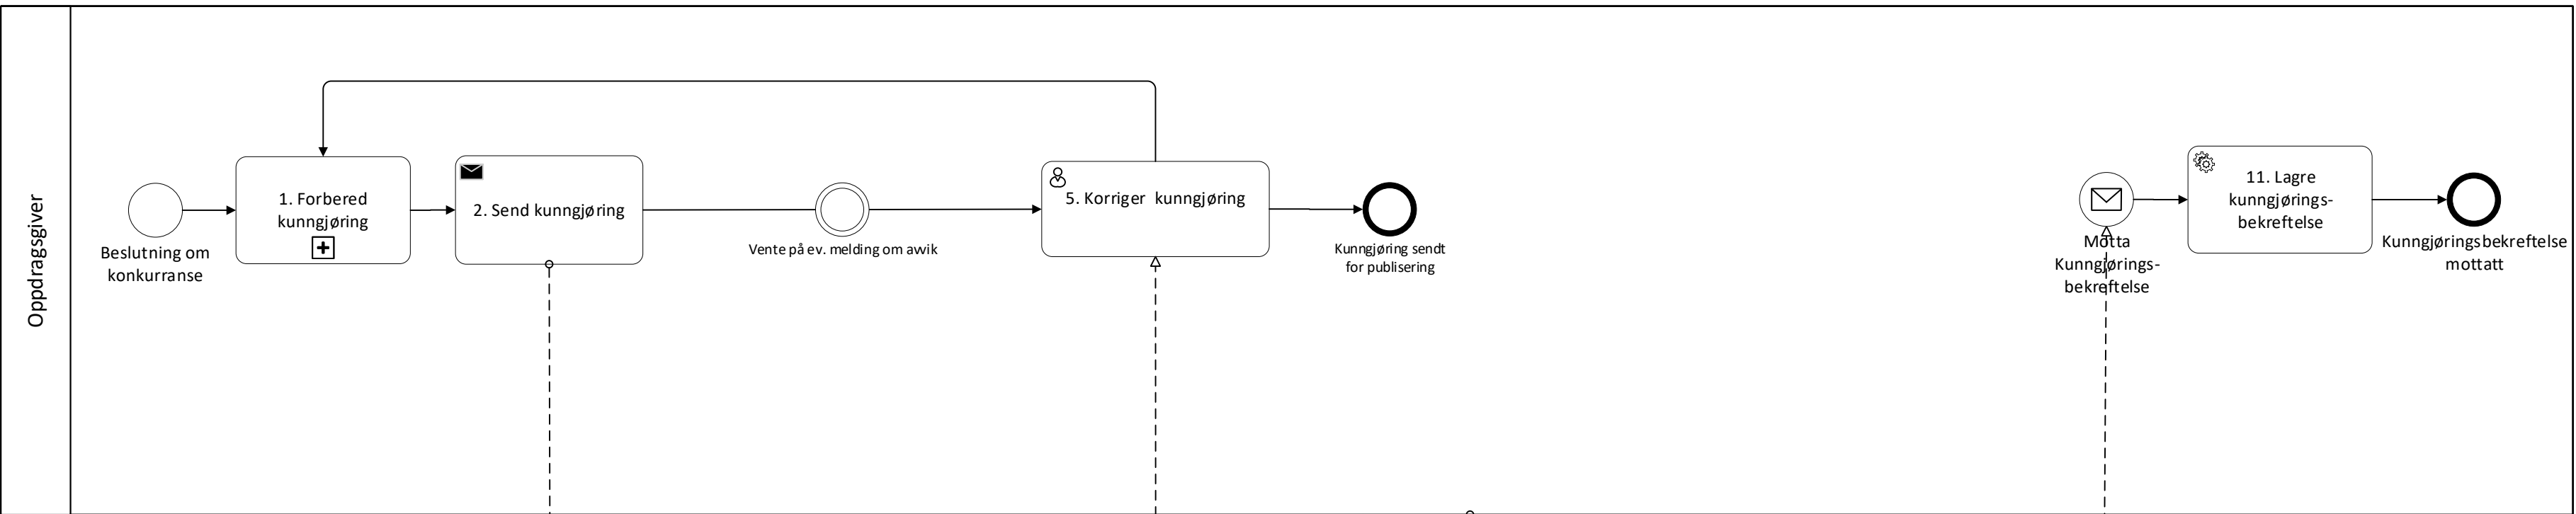 Oppdragsgiver
Beslutning om
konkurranse
1. Forbered
kunngjøring
2. Send kunngjøring
Vente på ev. melding om avvik
5. Korriger kunngjøring
Kunngjøring sendt
for publisering
Motta
Kunngjørings-
bekreftelse
11. Lagre
kunngjørings-
bekreftelse
Kunngjøringsbekreftelse
mottatt